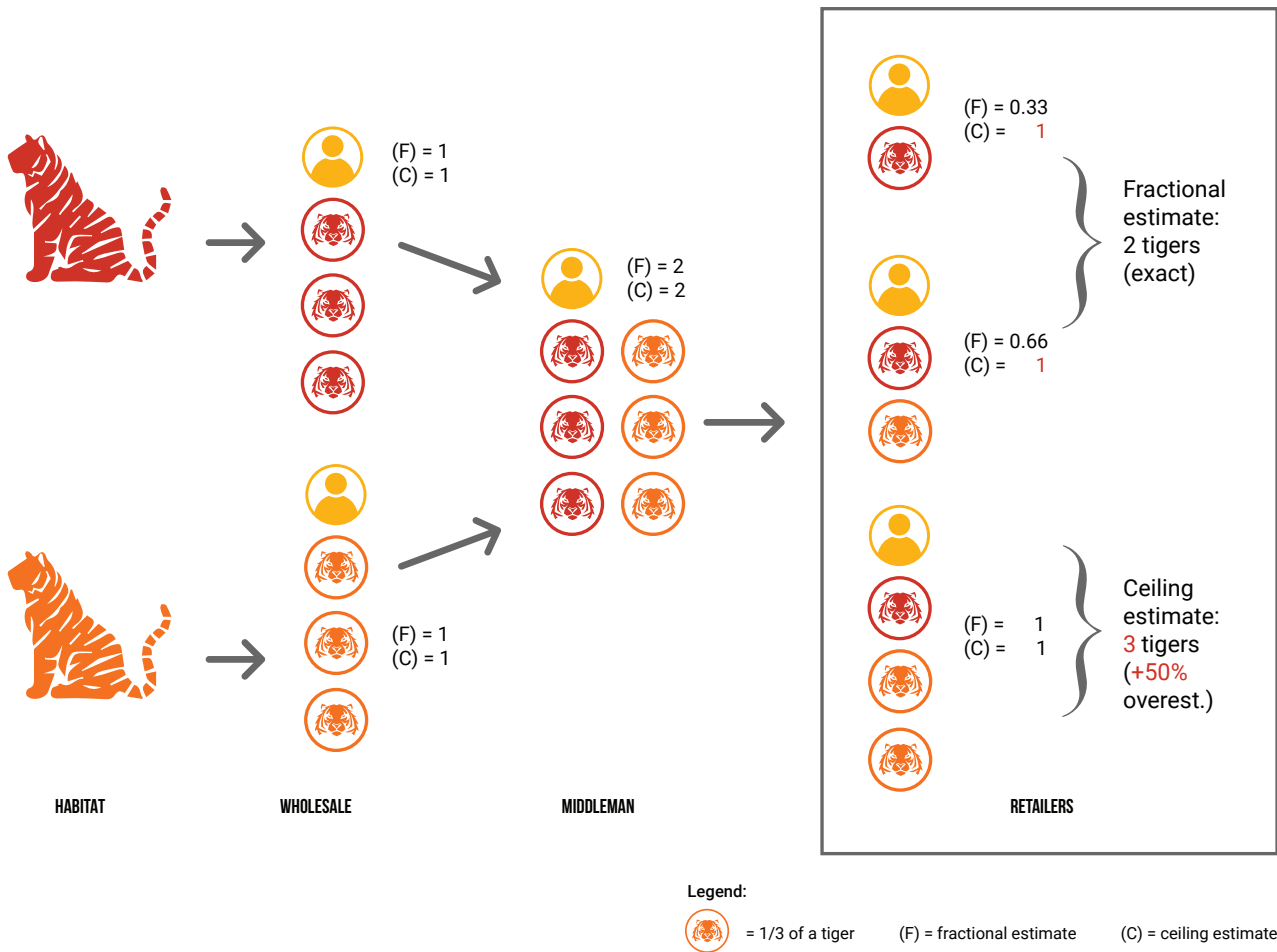 (F) = 1
(C) = 1
(F) = 2
(C) = 2
(F) = 1
(C) = 1
(F) = 0.33
(C) = 1
(F) = 0.66
(C) = 1
(F) = 1
(C) = 1
Fractional
estimate:
2 tigers
(exact)
Ceiling
estimate:
3 tigers
(+50%
overest.)
HABITAT
WHOLESALE
MIDDLEMAN
RETAILERS
Legend:
= 1/3 of a tiger
(F) = fractional estimate
(C) = ceiling estimate